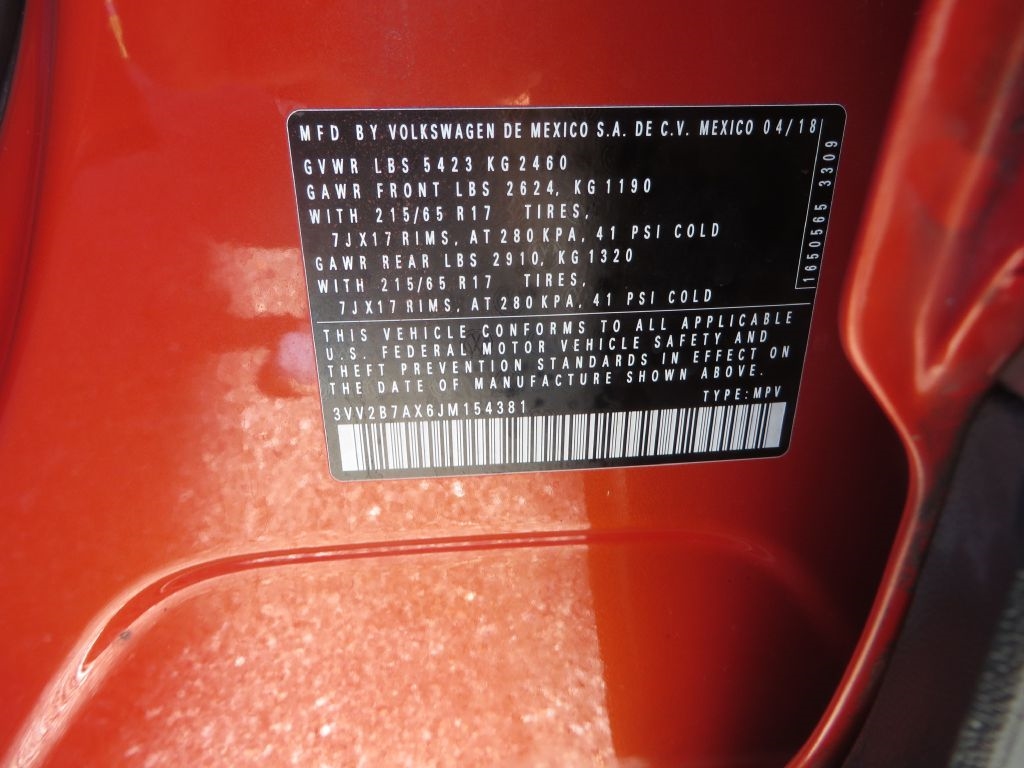 MFD BY VOLKSWAGEN DE MEXICO S.A. DE C.V. MEXICO 04/18
GVWR LBS 5423 KG 2460
GAWR FRONT LBS 2624, KG 1190
WITH 215/65 R17 TIRES,
7JX17 RIMS, AT 280 KPA, 41 PSI COLD
GAWR REAR LBS 2910, KG 1320
WITH 215/65 R17 TIRES,
7JX17 RIMS, AT 280 KPA, 41 PSI COLD
THIS VEHICLE CONFORMS TO ALL APPLICABLE
U.S. FEDERAL MOTOR VEHICLE SAFETY AND
THEFT PREVENTION STANDARDS IN EFFECT ON
THE DATE OF MANUFACTURE SHOWN ABOVE.
3VV2B7AX6JM154381 TYPE: MPV
1650565 3309